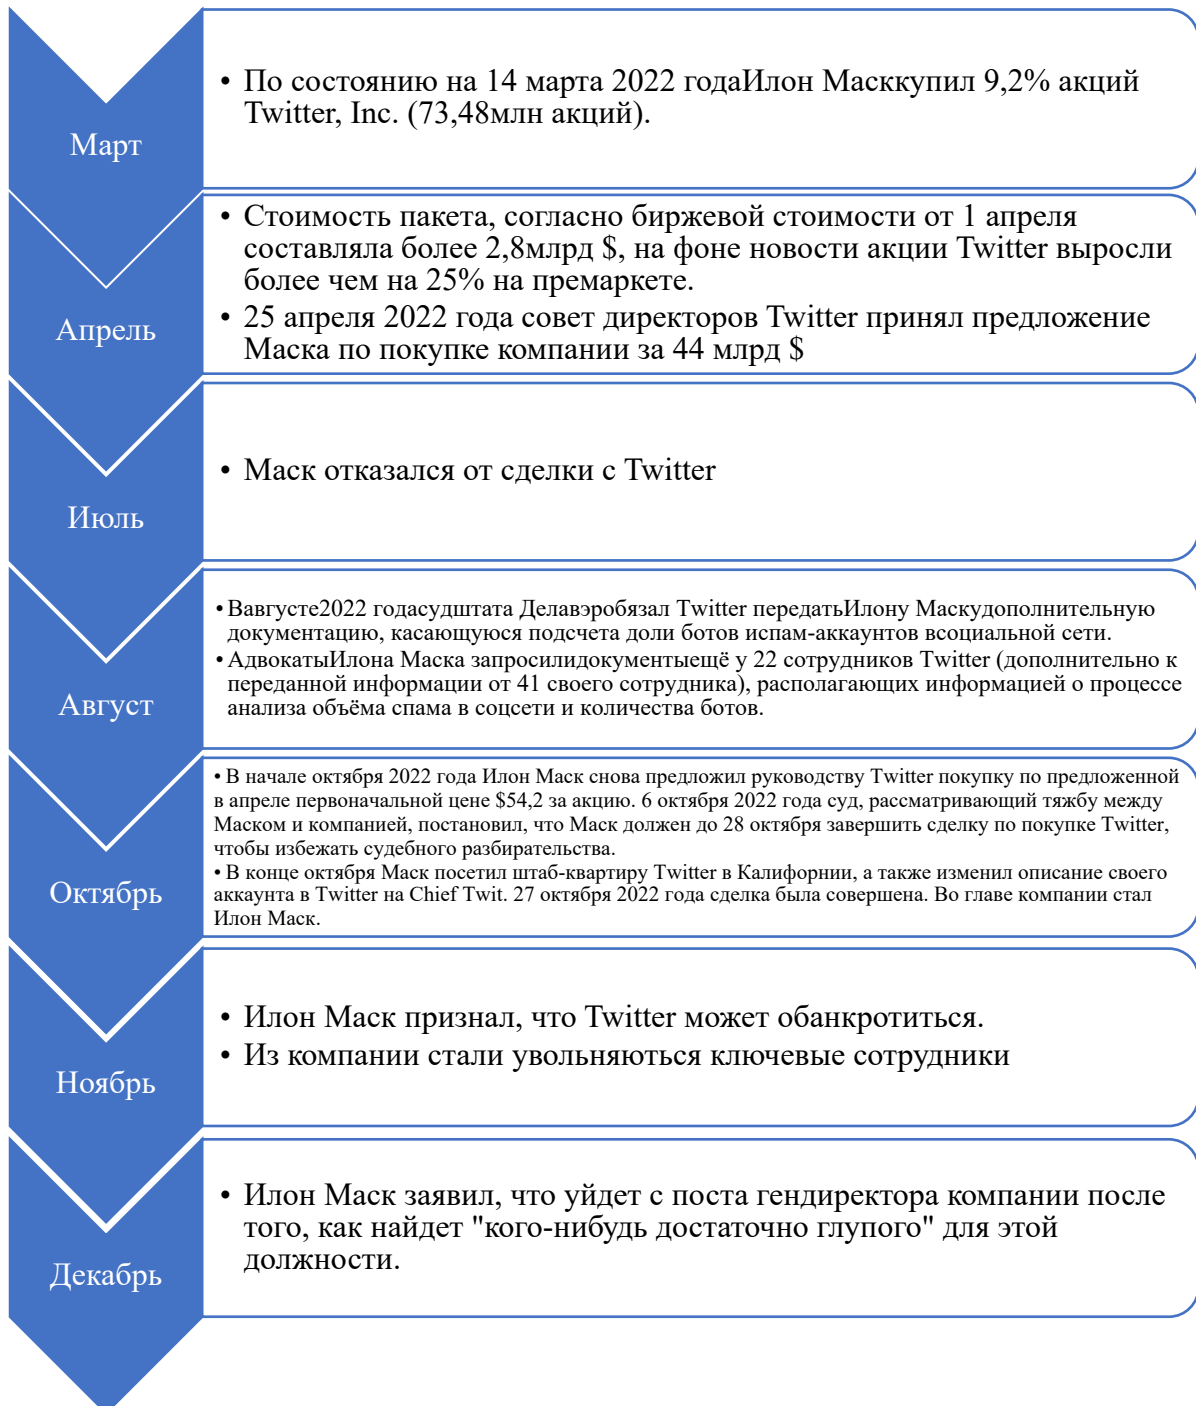 Март
• По состоянию на 14 марта 2022 годаИлон Масккупил 9,2% акций
Twitter, Inc. (73,48млн акций).
Апрель
• Стоимость пакета, согласно биржевой стоимости от 1 апреля
составляла более 2,8млрд $, на фоне новости акции Twitter выросли
более чем на 25% на премаркете.
• 25 апреля 2022 года совет директоров Twitter принял предложение
Маска по покупке компании за 44 млрд $
Июль
• Маск отказался от сделки с Twitter
Август
• Вавгусте2022 годасудштата Делавэробязал Twitter передатьИлону Маскудополнительную
документацию, касающуюся подсчета доли ботов испам-аккаунтов всоциальной сети.
• АдвокатыИлона Маска запросилидокументыещё у 22 сотрудников Twitter (дополнительно к
переданной информации от 41 своего сотрудника), располагающих информацией о процессе
анализа объёма спама в соцсети и количества ботов.
Октябрь
• В начале октября 2022 года Илон Маск снова предложил руководству Twitter покупку по предложенной
в апреле первоначальной цене $54,2 за акцию. 6 октября 2022 года суд, рассматривающий тяжбу между
Маском и компанией, постановил, что Маск должен до 28 октября завершить сделку по покупке Twitter,
чтобы избежать судебного разбирательства.
• В конце октября Маск посетил штаб-квартиру Twitter в Калифорнии, а также изменил описание своего
аккаунта в Twitter на Chief Twit. 27 октября 2022 года сделка была совершена. Во главе компании стал
Илон Маск.
Ноябрь
• Илон Маск признал, что Twitter может обанкротиться.
• Из компании стали увольняються ключевые сотрудники
Декабрь
• Илон Маск заявил, что уйдет с поста гендиректора компании после
того, как найдет "кого-нибудь достаточно глупого" для этой
должности.